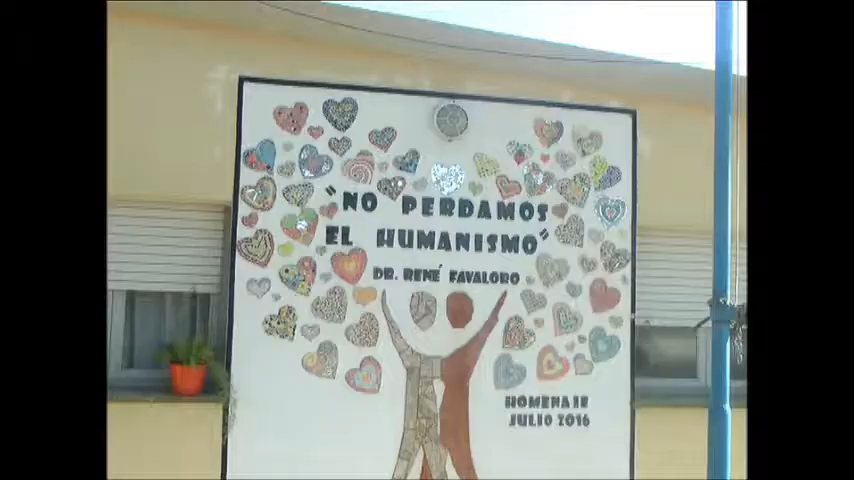 "NO PERDAMOS
EL HUMANISMO"
DR. RENÉ FAVALORO
HOMENAJE
JULIO 2016